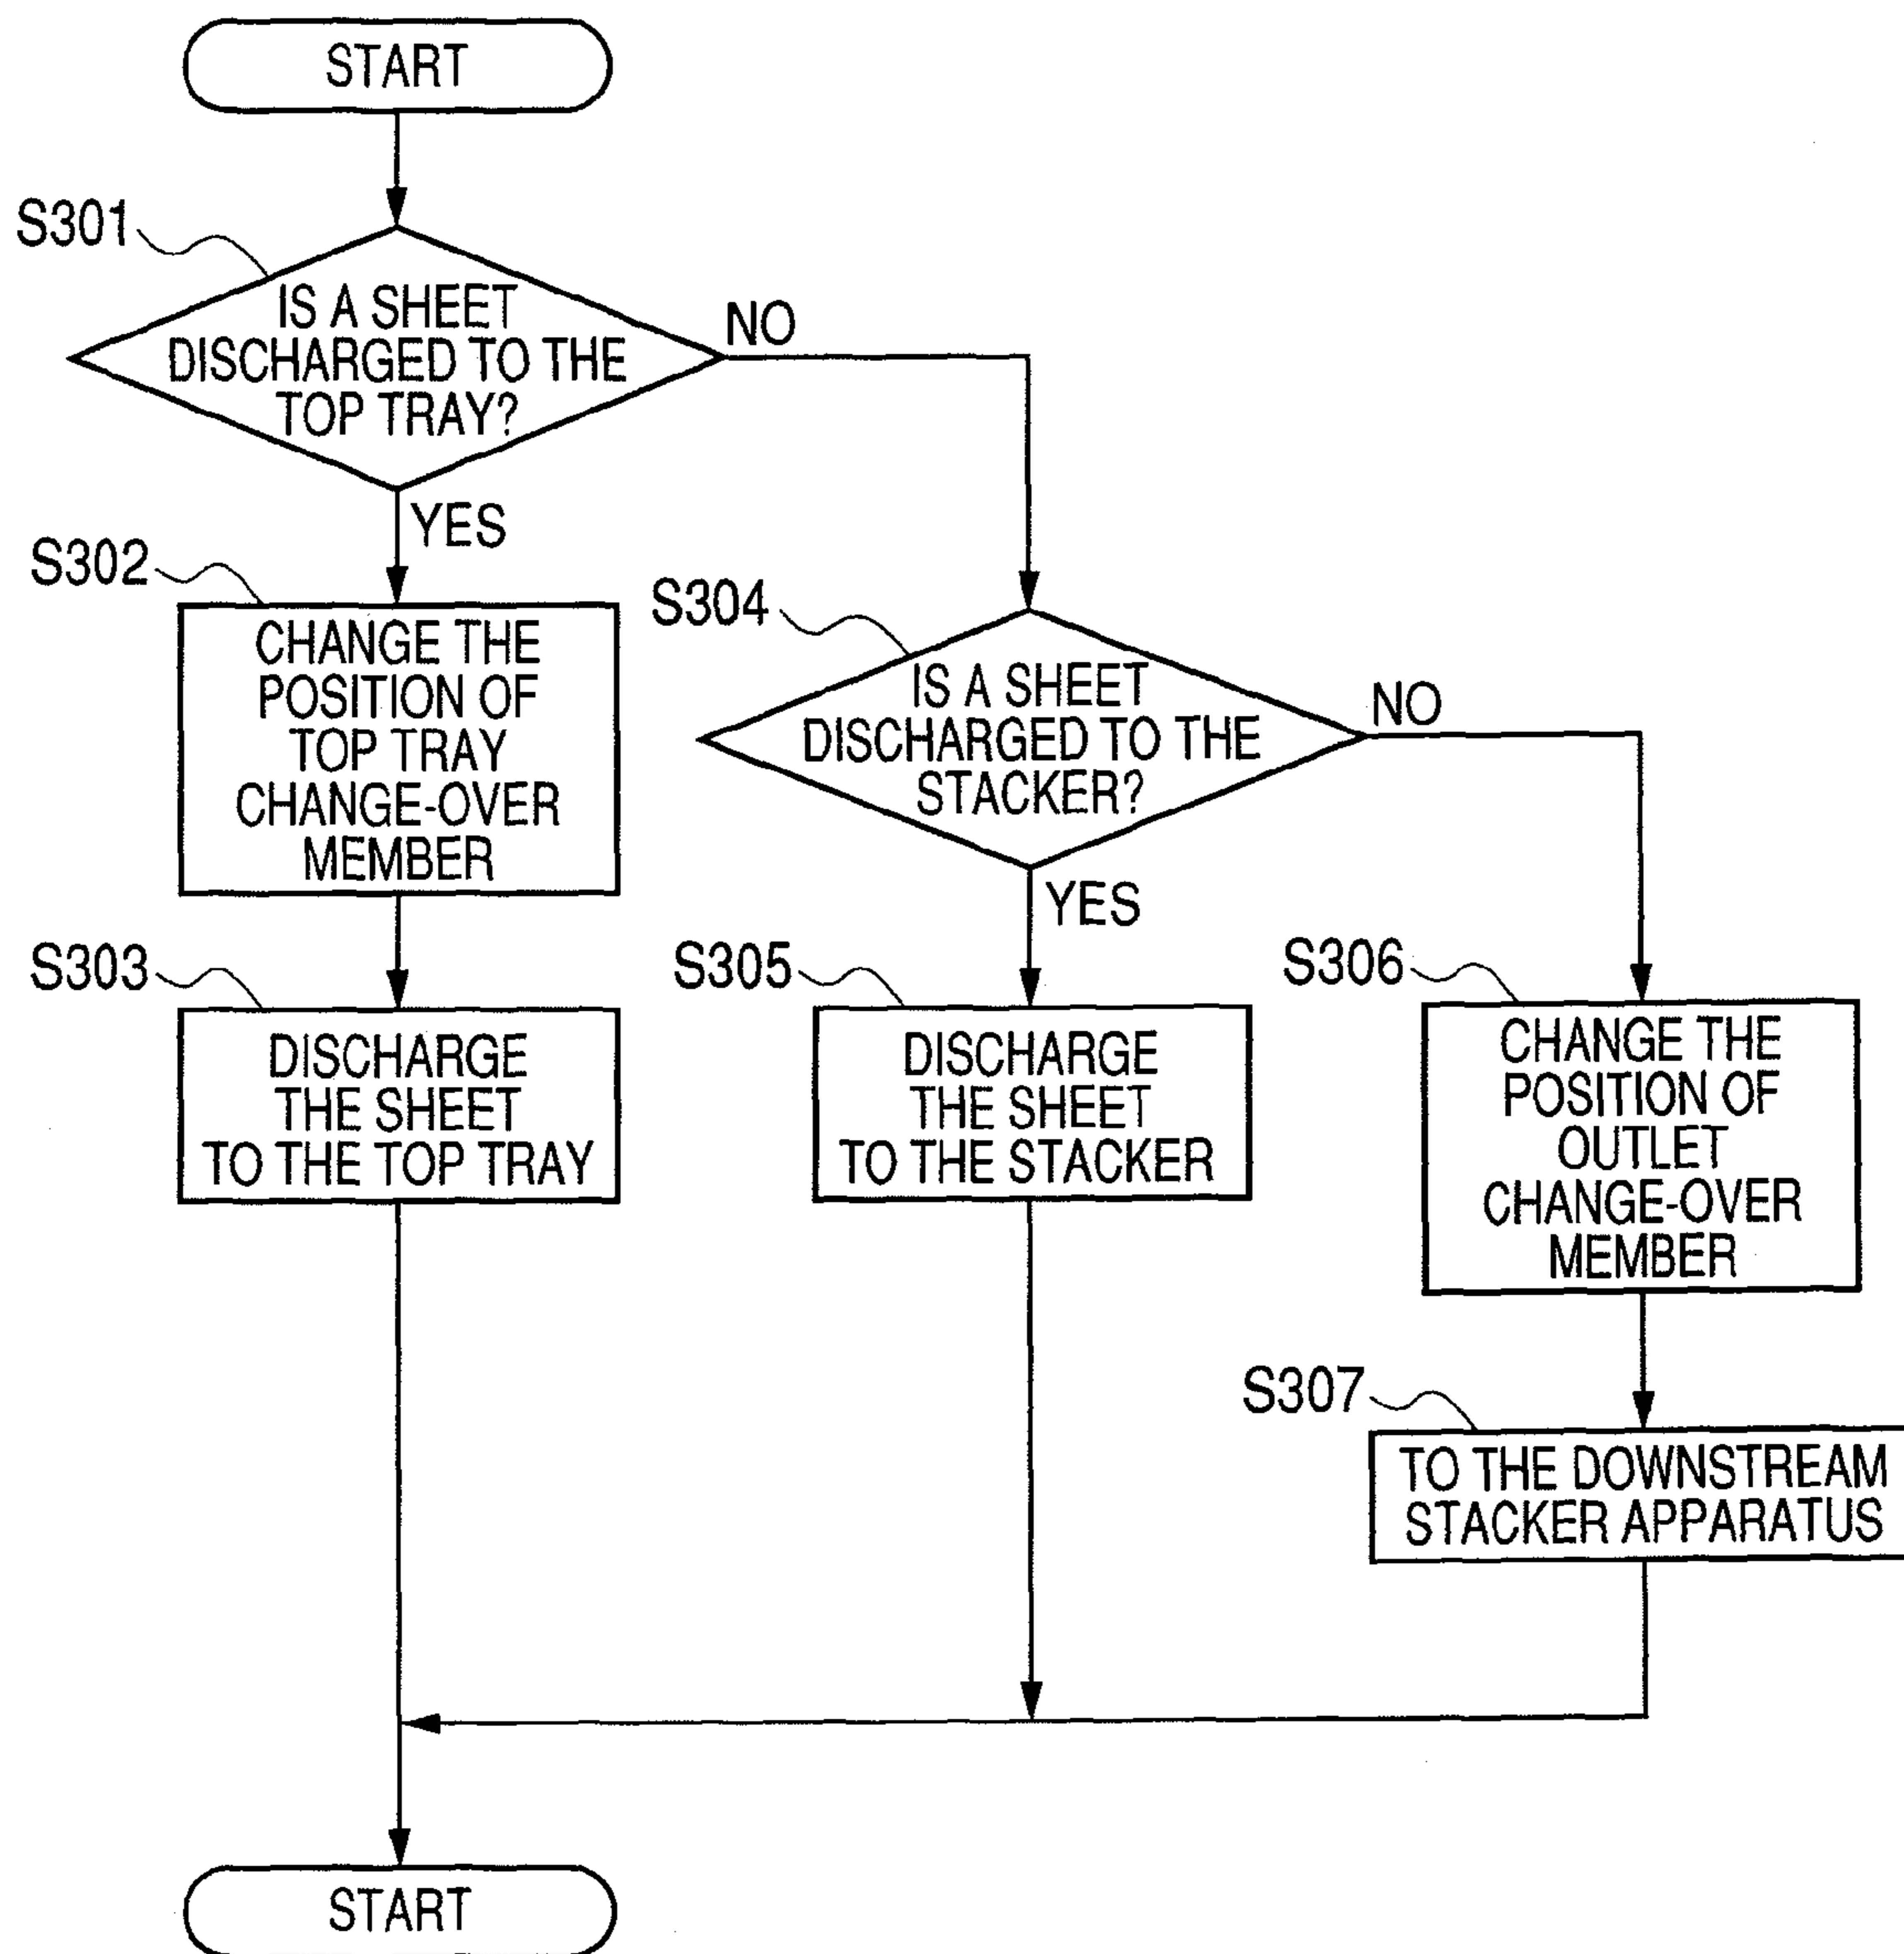 START
S301
IS A SHEET
DISCHARGED TO THE
TOP TRAY?
NO
YES
S302
CHANGE THE
POSITION OF
TOP TRAY
CHANGE-OVER
MEMBER
S303
DISCHARGE
THE SHEET
TO THE TOP TRAY
S304
IS A SHEET
DISCHARGED TO THE
STACKER?
NO
YES
S305
DISCHARGE
THE SHEET
TO THE STACKER
S306
CHANGE THE
POSITION OF
OUTLET
CHANGE-OVER
MEMBER
S307
TO THE DOWNSTREAM
STACKER APPARATUS
START